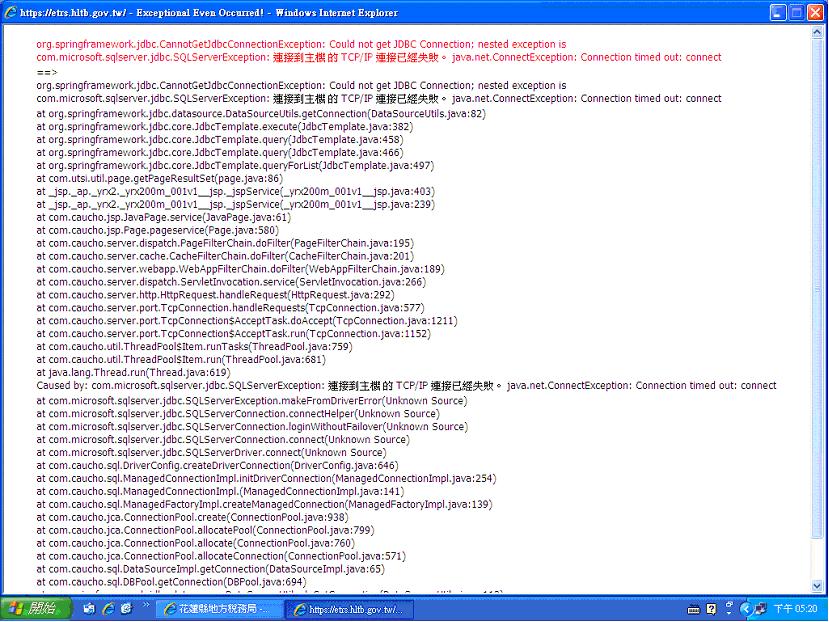 https://etrs.hltb.gov.tw/ - Exceptional Even Occurred! - Windows Internet Explorer
org.springframework.jdbc.CannotGetJdbcConnectionException: Could not get JDBC Connection; nested exception is
com.microsoft.sqlserver.jdbc.SQLServerException: 連接到主機 的 TCP/IP 連接已經失敗。 java.net.ConnectException: Connection timed out: connect
==>
org.springframework.jdbc.CannotGetJdbcConnectionException: Could not get JDBC Connection; nested exception is
com.microsoft.sqlserver.jdbc.SQLServerException: 連接到主機 的 TCP/IP 連接已經失敗。 java.net.ConnectException: Connection timed out: connect
at org.springframework.jdbc.datasource.DataSourceUtils.getConnection(DataSourceUtils.java:82)
at org.springframework.jdbc.core.JdbcTemplate.execute(JdbcTemplate.java:382)
at org.springframework.jdbc.core.JdbcTemplate.query(JdbcTemplate.java:458)
at org.springframework.jdbc.core.JdbcTemplate.query(JdbcTemplate.java:466)
at org.springframework.jdbc.core.JdbcTemplate.queryForList(JdbcTemplate.java:497)
at com.utsi.util.page.getPageResultSet(page.java:86)
at _jsp._ap._yrx2._yrx200m_001v1__jsp._jspService(_yrx200m_001v1__jsp.java:403)
at _jsp._ap._yrx2._yrx200m_001v1__jsp._jspService(_yrx200m_001v1__jsp.java:239)
at com.caucho.jsp.JavaPage.service(JavaPage.java:61)
at com.caucho.jsp.Page.pageservice(Page.java:580)
at com.caucho.server.dispatch.PageFilterChain.doFilter(PageFilterChain.java:195)
at com.caucho.server.cache.CacheFilterChain.doFilter(CacheFilterChain.java:201)
at com.caucho.server.webapp.WebAppFilterChain.doFilter(WebAppFilterChain.java:189)
at com.caucho.server.dispatch.ServletInvocation.service(ServletInvocation.java:266)
at com.caucho.server.http.HttpRequest.handleRequest(HttpRequest.java:292)
at com.caucho.server.port.TcpConnection.handleRequests(TcpConnection.java:577)
at com.caucho.server.port.TcpConnection$AcceptTask.doAccept(TcpConnection.java:1211)
at com.caucho.server.port.TcpConnection$AcceptTask.run(TcpConnection.java:1152)
at com.caucho.util.ThreadPool$Item.runTasks(ThreadPool.java:759)
at com.caucho.util.ThreadPool$Item.run(ThreadPool.java:681)
at java.lang.Thread.run(Thread.java:619)
Caused by: com.microsoft.sqlserver.jdbc.SQLServerException: 連接到主機 的 TCP/IP 連接已經失敗。 java.net.ConnectException: Connection timed out: connect
at com.microsoft.sqlserver.jdbc.SQLServerException.makeFromDriverError(Unknown Source)
at com.microsoft.sqlserver.jdbc.SQLServerConnection.connectHelper(Unknown Source)
at com.microsoft.sqlserver.jdbc.SQLServerConnection.loginWithoutFailover(Unknown Source)
at com.microsoft.sqlserver.jdbc.SQLServerConnection.connect(Unknown Source)
at com.microsoft.sqlserver.jdbc.SQLServerDriver.connect(Unknown Source)
at com.caucho.sql.DriverConfig.createDriverConnection(DriverConfig.java:646)
at com.caucho.sql.ManagedConnectionImpl.initDriverConnection(ManagedConnectionImpl.java:254)
at com.caucho.sql.ManagedConnectionImpl.(ManagedConnectionImpl.java:141)
at com.caucho.sql.ManagedFactoryImpl.createManagedConnection(ManagedFactoryImpl.java:139)
at com.caucho.jca.ConnectionPool.create(ConnectionPool.java:938)
at com.caucho.jca.ConnectionPool.allocatePool(ConnectionPool.java:799)
at com.caucho.jca.ConnectionPool.allocate(ConnectionPool.java:760)
at com.caucho.jca.ConnectionPool.allocateConnection(ConnectionPool.java:571)
at com.caucho.sql.DataSourceImpl.getConnection(DataSourceImpl.java:65)
at com.caucho.sql.DBPool.getConnection(DBPool.java:694)
開始 花蓮縣地方稅務局 -... https://etrs.hltb.gov.tw/... 下午 05:20